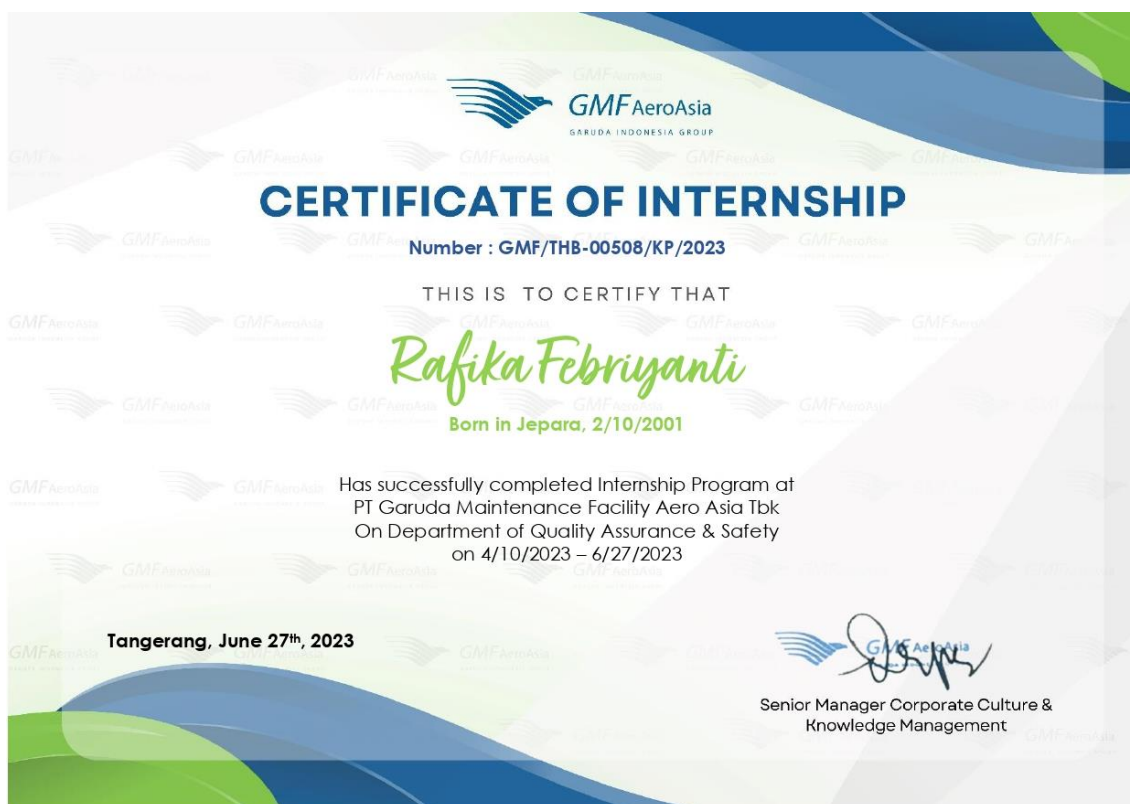 GMF AeroAsia
GARUDA INDONESIA GROUP
CERTIFICATE OF INTERNSHIP
Number : GMF/THB-00508/KP/2023
THIS IS TO CERTIFY THAT
Rafika Febriyanti
Born in Jepara, 2/10/2001
Has successfully completed Internship Program at
PT Garuda Maintenance Facility Aero Asia Tbk
On Department of Quality Assurance & Safety
on 4/10/2023 – 6/27/2023
Tangerang, June 27th, 2023
GMF AeroAsia
Senior Manager Corporate Culture &
Knowledge Management